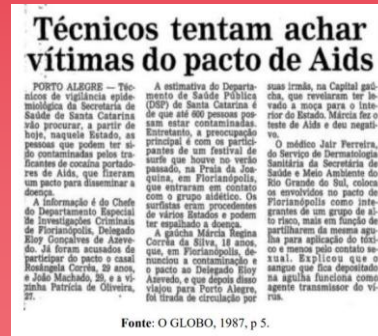 Técnicos tentam achar
vítimas do pacto de Aids
PORTO ALEGRE — Téc-
nicos de vigilância epide-
miológica da Secretaria de
Saúde de Santa Catarina
vão procurar, a partir de
hoje, naquele Estado, as
pessoas que podem ter si-
do contaminadas pelos tra-
ficantes de cocaína portado-
res de Aids, que fizeram
um pacto para disseminar a
doença.
A informação é do Chefe
do Departamento Especial
de Investigações Criminais
de Florianópolis, Delegado
Eloy Gonçalves de Azeve-
do. Já foram acusados de
participar do pacto o casal
Rosângela Corrêa, 29 anos,
e João Machado, 29, e a vi-
zinha Patrícia de Oliveira,
27.
A estimativa do Departa-
mento de Saúde Pública
(DSP) de Santa Catarina é
de que até 600 pessoas pos-
sam estar contaminadas.
Entretanto, a preocupação
principal é com os partici-
pantes de um festival de
surfe que houve no verão
passado, na Praia da Joa-
quina, em Florianópolis,
que entraram em contato
com o grupo aidético. Os
surfistas eram procedentes
de vários Estados e podem
ter espalhado a doença.
A gaúcha Márcia Regina
Corrêa da Silva, 18 anos,
que, em Florianópolis, de-
nunciou a contaminação e
o pacto ao Delegado Eloy
Azevedo, e que depois disso
viajou para Porto Alegre,
foi tirada de circulação por
suas irmãs, na Capital gaú-
cha, que revelaram ter le-
vado a moça para o inte-
rior do Estado. Márcia fez o
teste de Aids e deu negati-
vo.
O médico Jair Ferreira,
do Serviço de Dermatologia
Sanitária da Secretaria de
Saúde e Meio Ambiente do
Rio Grande do Sul, coloca
os envolvidos no pacto de
Florianópolis como inte-
grantes de um grupo de al-
to risco, mais em função de
partilharem da mesma agu-
lha para aplicação do tóxi-
co e menos pelo contato se-
xual. Explicou que o
sangue que fica depositado
na agulha funciona como
agente transmissor do ví-
rus.
Fonte: O GLOBO, 1987, p 5.